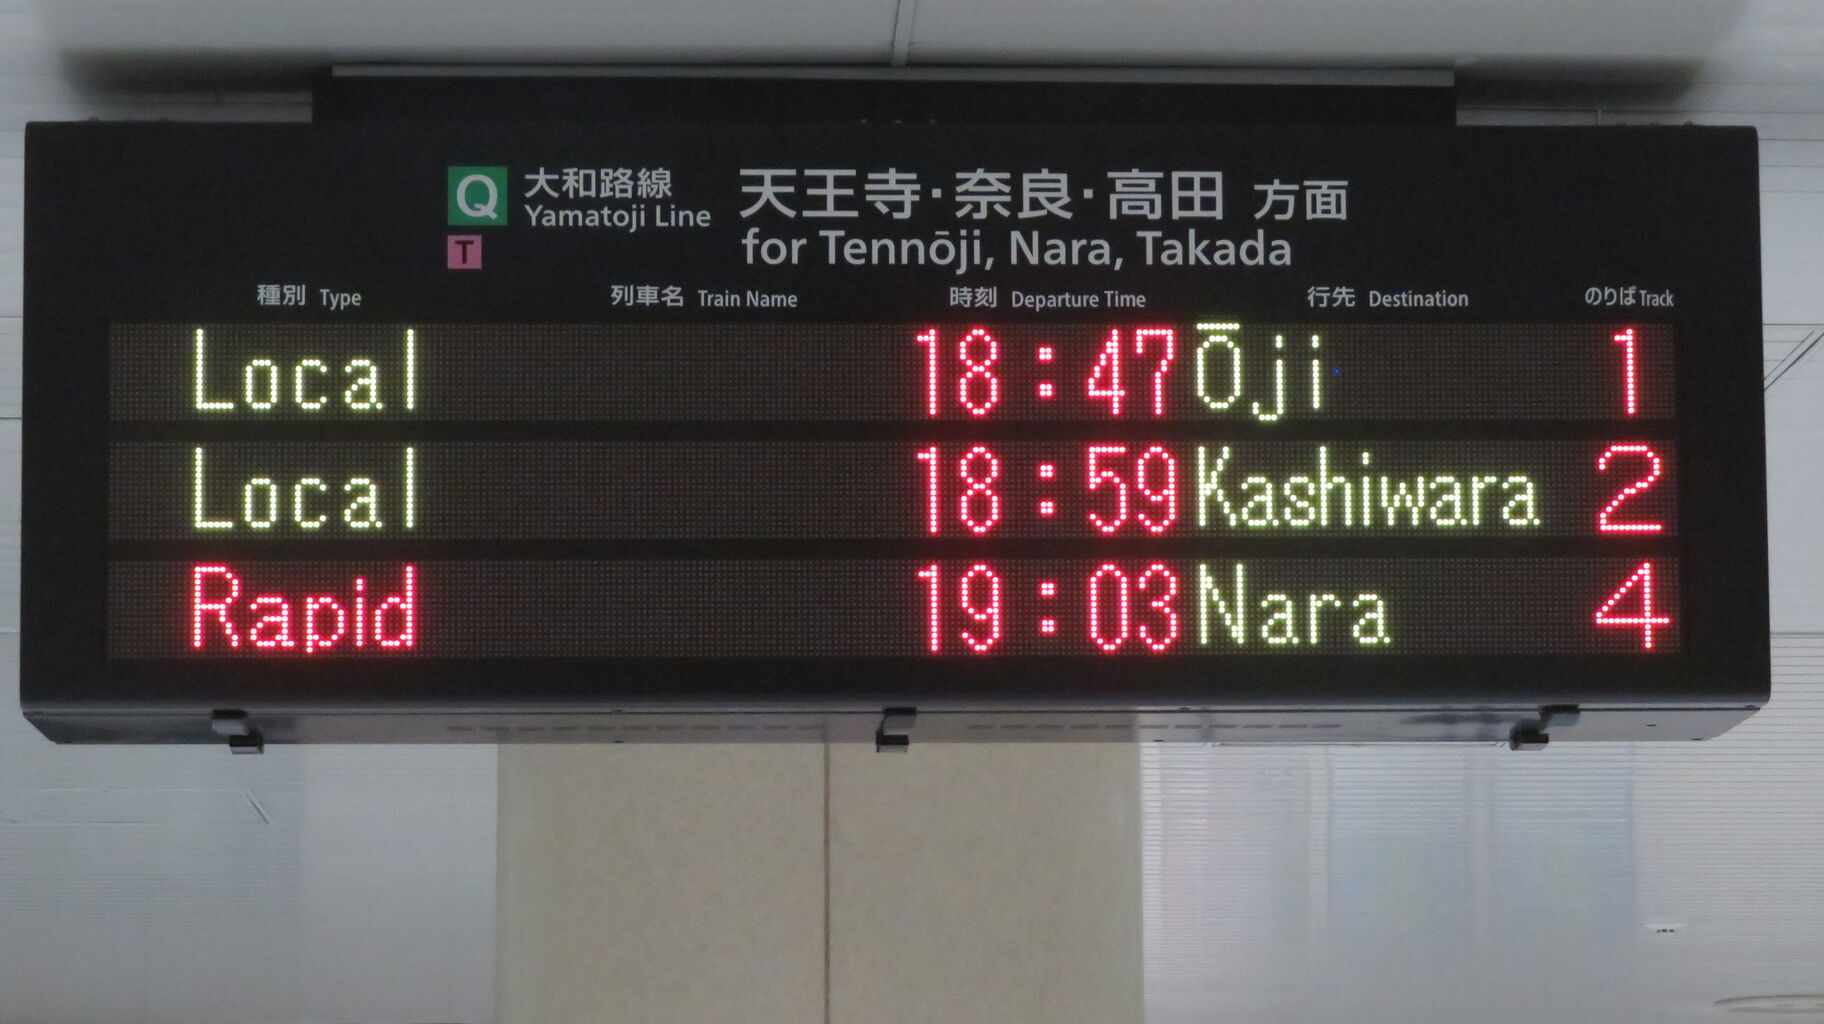 Q 大和路線 天王寺・奈良・高田 方面
Yamatoji Line
T for Tennōji, Nara, Takada
種別 Type 列車名 Train Name 時刻 Departure Time 行先 Destination のりば Track
Local 18:47 Ōji 1
Local 18:59 Kashiwara 2
Rapid 19:03 Nara 4